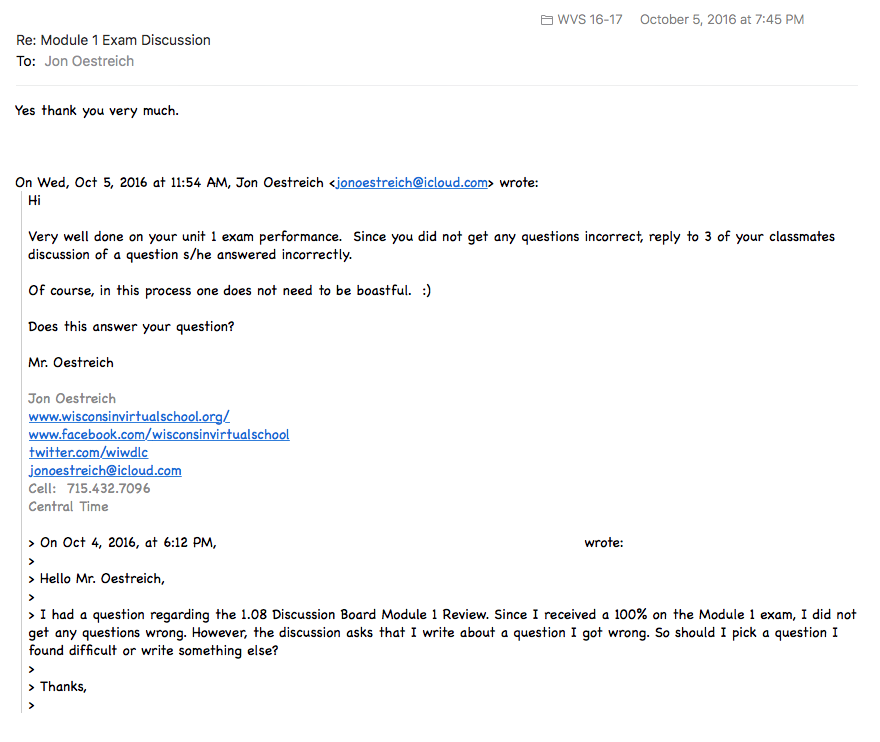 WVS 16-17 October 5, 2016 at 7:45 PM
Re: Module 1 Exam Discussion
To: Jon Oestreich
Yes thank you very much.
On Wed, Oct 5, 2016 at 11:54 AM, Jon Oestreich <jonoestreich@icloud.com> wrote:
Hi
Very well done on your unit 1 exam performance. Since you did not get any questions incorrect, reply to 3 of your classmates
discussion of a question s/he answered incorrectly.
Of course, in this process one does not need to be boastful. :)
Does this answer your question?
Mr. Oestreich
Jon Oestreich
www.wisconsinvirtualschool.org/
www.facebook.com/wisconsinvirtualschool
twitter.com/wiwdlc
jonoestreich@icloud.com
Cell: 715.432.7096
Central Time
> On Oct 4, 2016, at 6:12 PM, wrote:
>
> Hello Mr. Oestreich,
>
> I had a question regarding the 1.08 Discussion Board Module 1 Review. Since I received a 100% on the Module 1 exam, I did not
get any questions wrong. However, the discussion asks that I write about a question I got wrong. So should I pick a question I
found difficult or write something else?
>
> Thanks,
>